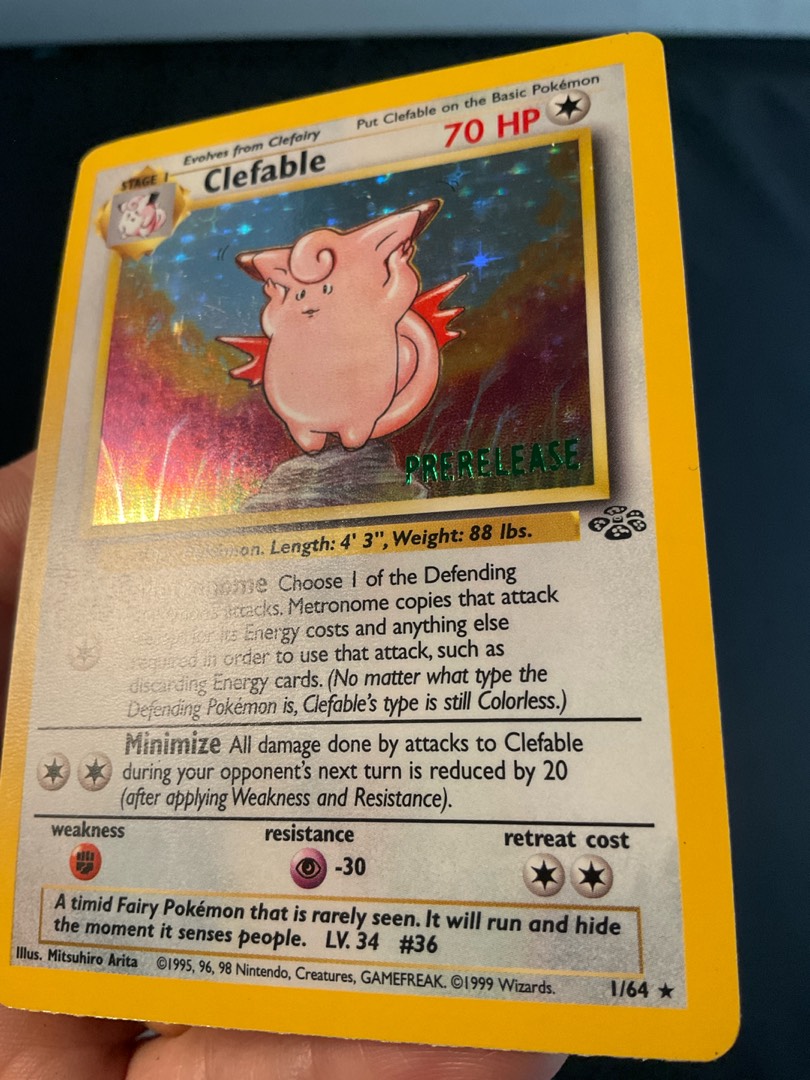 Evolves from Clefairy Put Clefable on the Basic Pokémon
STAGE 1 Clefable 70 HP
PRERELEASE
Length: 4' 3", Weight: 88 lbs.
Choose 1 of the Defending
attacks. Metronome copies that attack
its Energy costs and anything else
required in order to use that attack, such as
discarding Energy cards. (No matter what type the
Defending Pokémon is, Clefable's type is still Colorless.)
Minimize All damage done by attacks to Clefable
during your opponent's next turn is reduced by 20
(after applying Weakness and Resistance).
weakness resistance retreat cost
-30
A timid Fairy Pokémon that is rarely seen. It will run and hide
the moment it senses people. LV. 34 #36
Illus. Mitsuhiro Arita ©1995, 96, 98 Nintendo, Creatures, GAMEFREAK. ©1999 Wizards. 1/64 ★